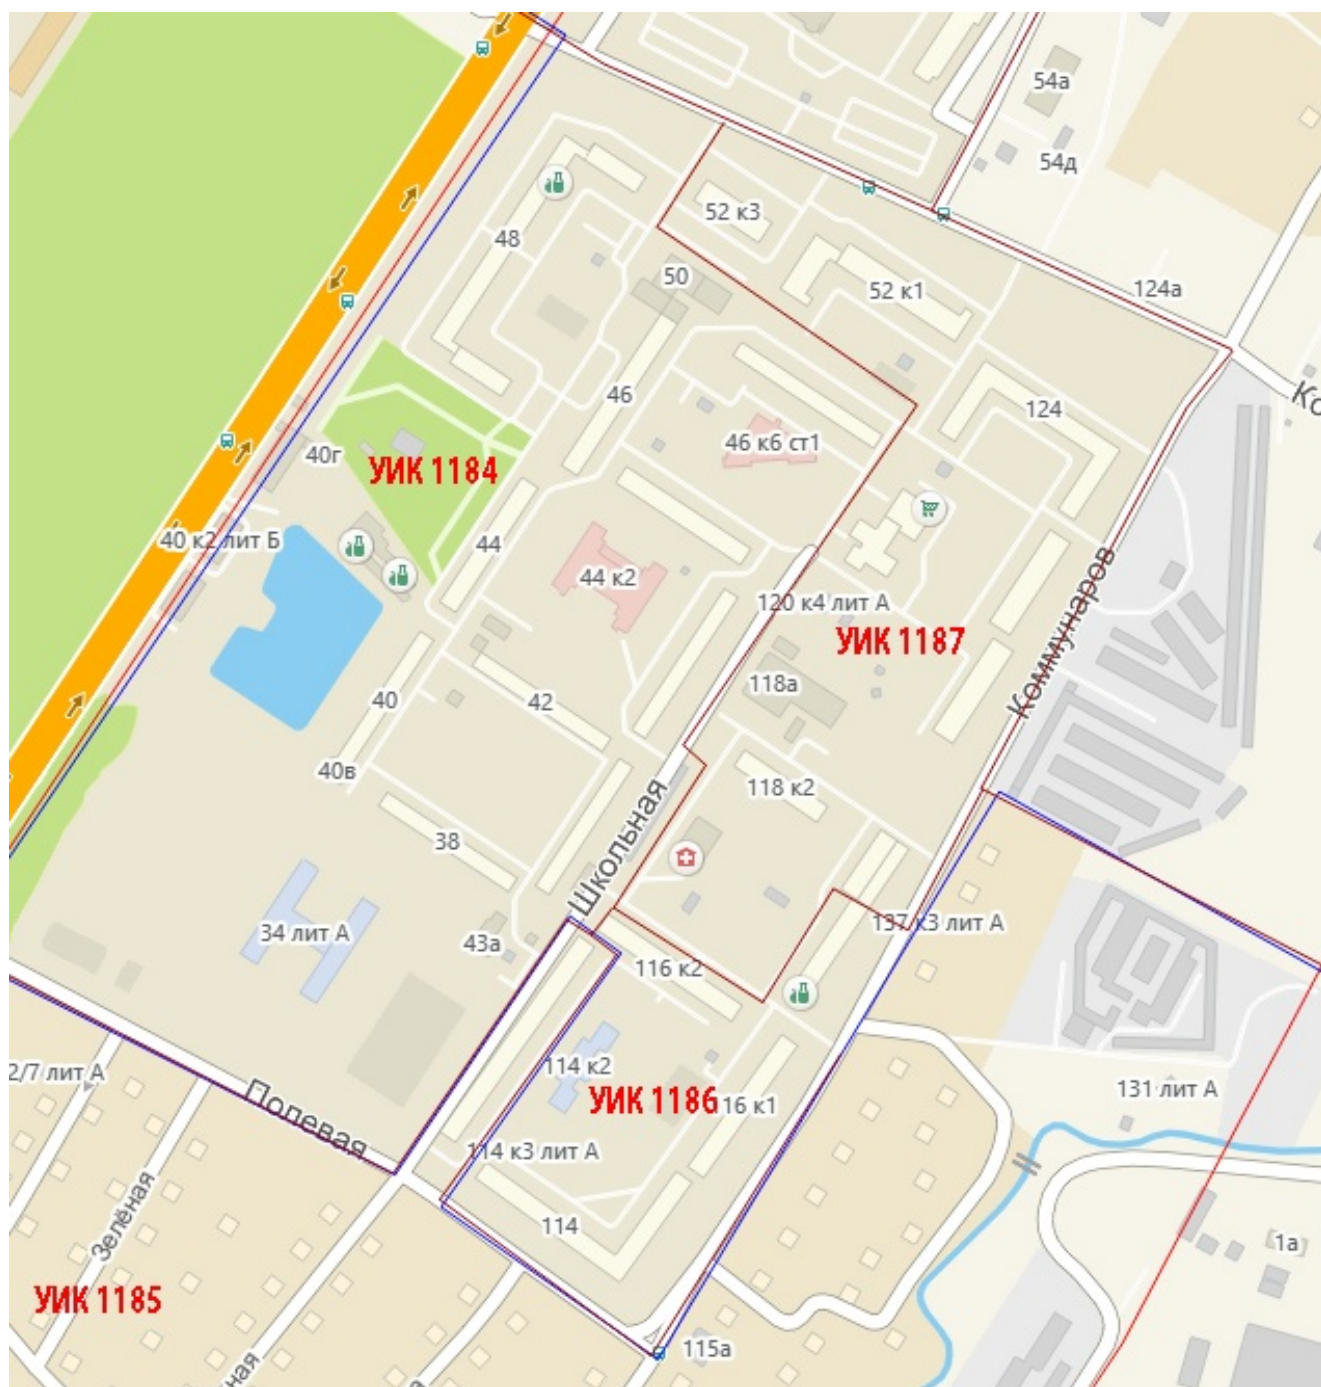 54а
54д
52 к3
48
50
52 к1
124а
Ко
46
124
46 к6 ст1
40г
УИК 1184
40 к2 лит Б
44
44 к2
120 к4 лит А
УИК 1187
Коммунаров
118а
40
42
40в
118 к2
Школьная
38
34 лит А
43а
137 к3 лит А
116 к2
2/7 лит А
114 к2
УИК 1186
16 к1
131 лит А
Полевая
114 к3 лит А
Зелёная
114
1а
УИК 1185
115а
ная